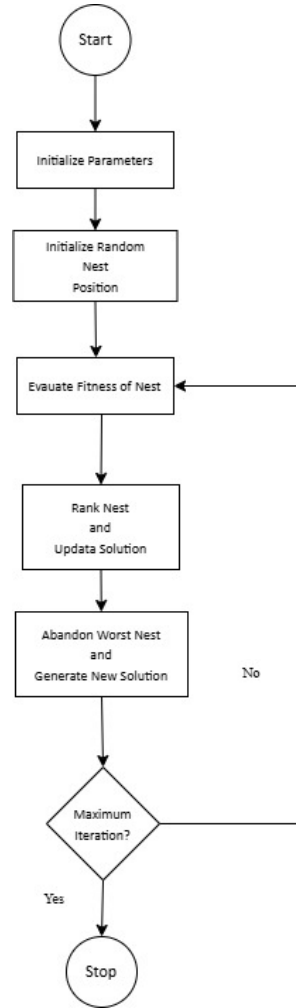 Start
Initialize Parameters
Initialize Random
Nest
Position
Evauate Fitness of Nest
Rank Nest
and
Updata Solution
Abandon Worst Nest
and
Generate New Solution
No
Maximum
Iteration?
Yes
Stop